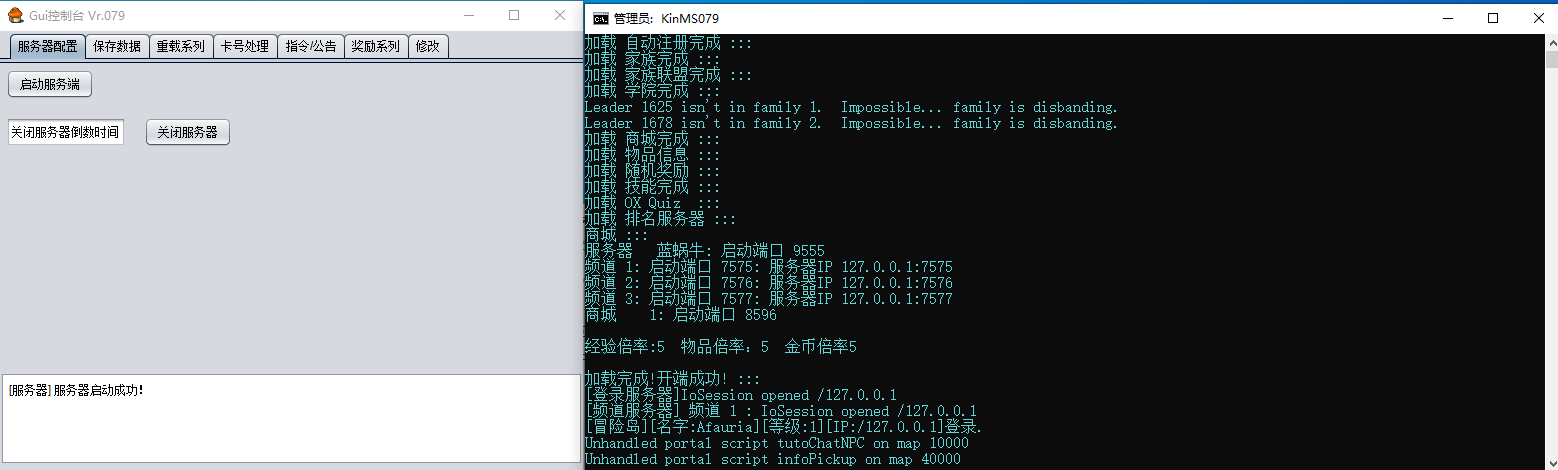 Gui控制台 Vr.079
服务器配置 保存数据 重载系列 卡号处理 指令/公告 奖励系列 修改
启动服务端
关闭服务器倒数时间 关闭服务器
[服务器] 服务器启动成功!
管理员: KinMS079
加载 自动注册完成 :::
加载 家族完成 :::
加载 家族联盟完成 :::
加载 学院完成 :::
Leader 1625 isn't in family 1.  Impossible... family is disbanding.
Leader 1678 isn't in family 2.  Impossible... family is disbanding.
加载 商城完成 :::
加载 物品信息 :::
加载 随机奖励 :::
加载 技能完成 :::
加载 OX Quiz  :::
加载 排名服务器 :::
商城 :::
服务器   蓝蜗牛: 启动端口 9555
频道 1: 启动端口 7575: 服务器IP 127.0.0.1:7575
频道 2: 启动端口 7576: 服务器IP 127.0.0.1:7576
频道 3: 启动端口 7577: 服务器IP 127.0.0.1:7577
商城    1: 启动端口 8596
经验倍率:5  物品倍率：5  金币倍率5
加载完成!开端成功! :::
[登录服务器]IoSession opened /127.0.0.1
[频道服务器] 频道 1 : IoSession opened /127.0.0.1
[冒险岛][名字:Afauria][等级:1][IP:/127.0.0.1]登录.
Unhandled portal script tutoChatNPC on map 10000
Unhandled portal script infoPickup on map 40000